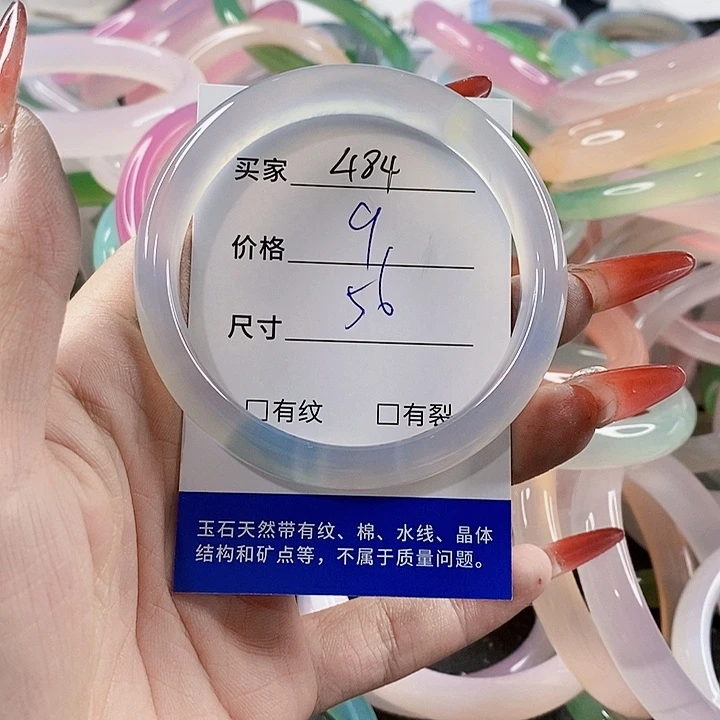 买家 484
价格 9
尺寸 56
□有纹 □有裂
玉石天然带有纹、棉、水线、晶体
结构和矿点等，不属于质量问题。